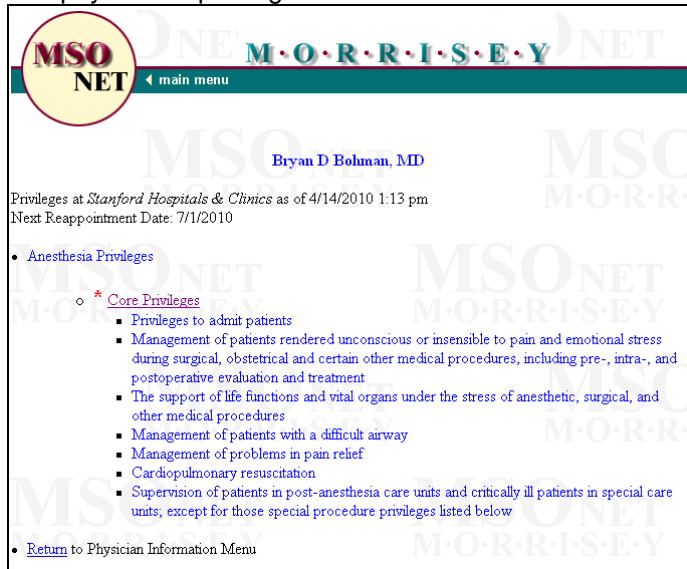 MSO
NET
M·O·R·R·I·S·E·Y
main menu
Bryan D Bohman, MD
Privileges at Stanford Hospitals & Clinics as of 4/14/2010 1:13 pm
Next Reappointment Date: 7/1/2010
Anesthesia Privileges
* Core Privileges
Privileges to admit patients
Management of patients rendered unconscious or insensible to pain and emotional stress
during surgical, obstetrical and certain other medical procedures, including pre-, intra-, and
postoperative evaluation and treatment
The support of life functions and vital organs under the stress of anesthetic, surgical, and
other medical procedures
Management of patients with a difficult airway
Management of problems in pain relief
Cardiopulmonary resuscitation
Supervision of patients in post-anesthesia care units and critically ill patients in special care
units; except for those special procedure privileges listed below
Return to Physician Information Menu